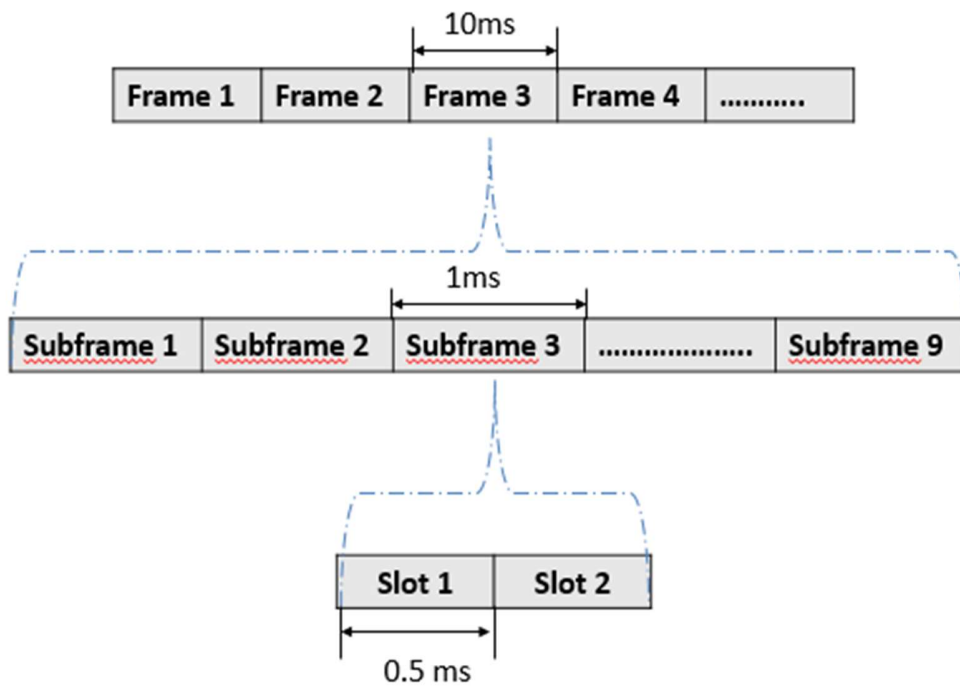 10ms
Frame 1 Frame 2 Frame 3 Frame 4 ...........
1ms
Subframe 1 Subframe 2 Subframe 3 .................... Subframe 9
Slot 1 Slot 2
0.5 ms